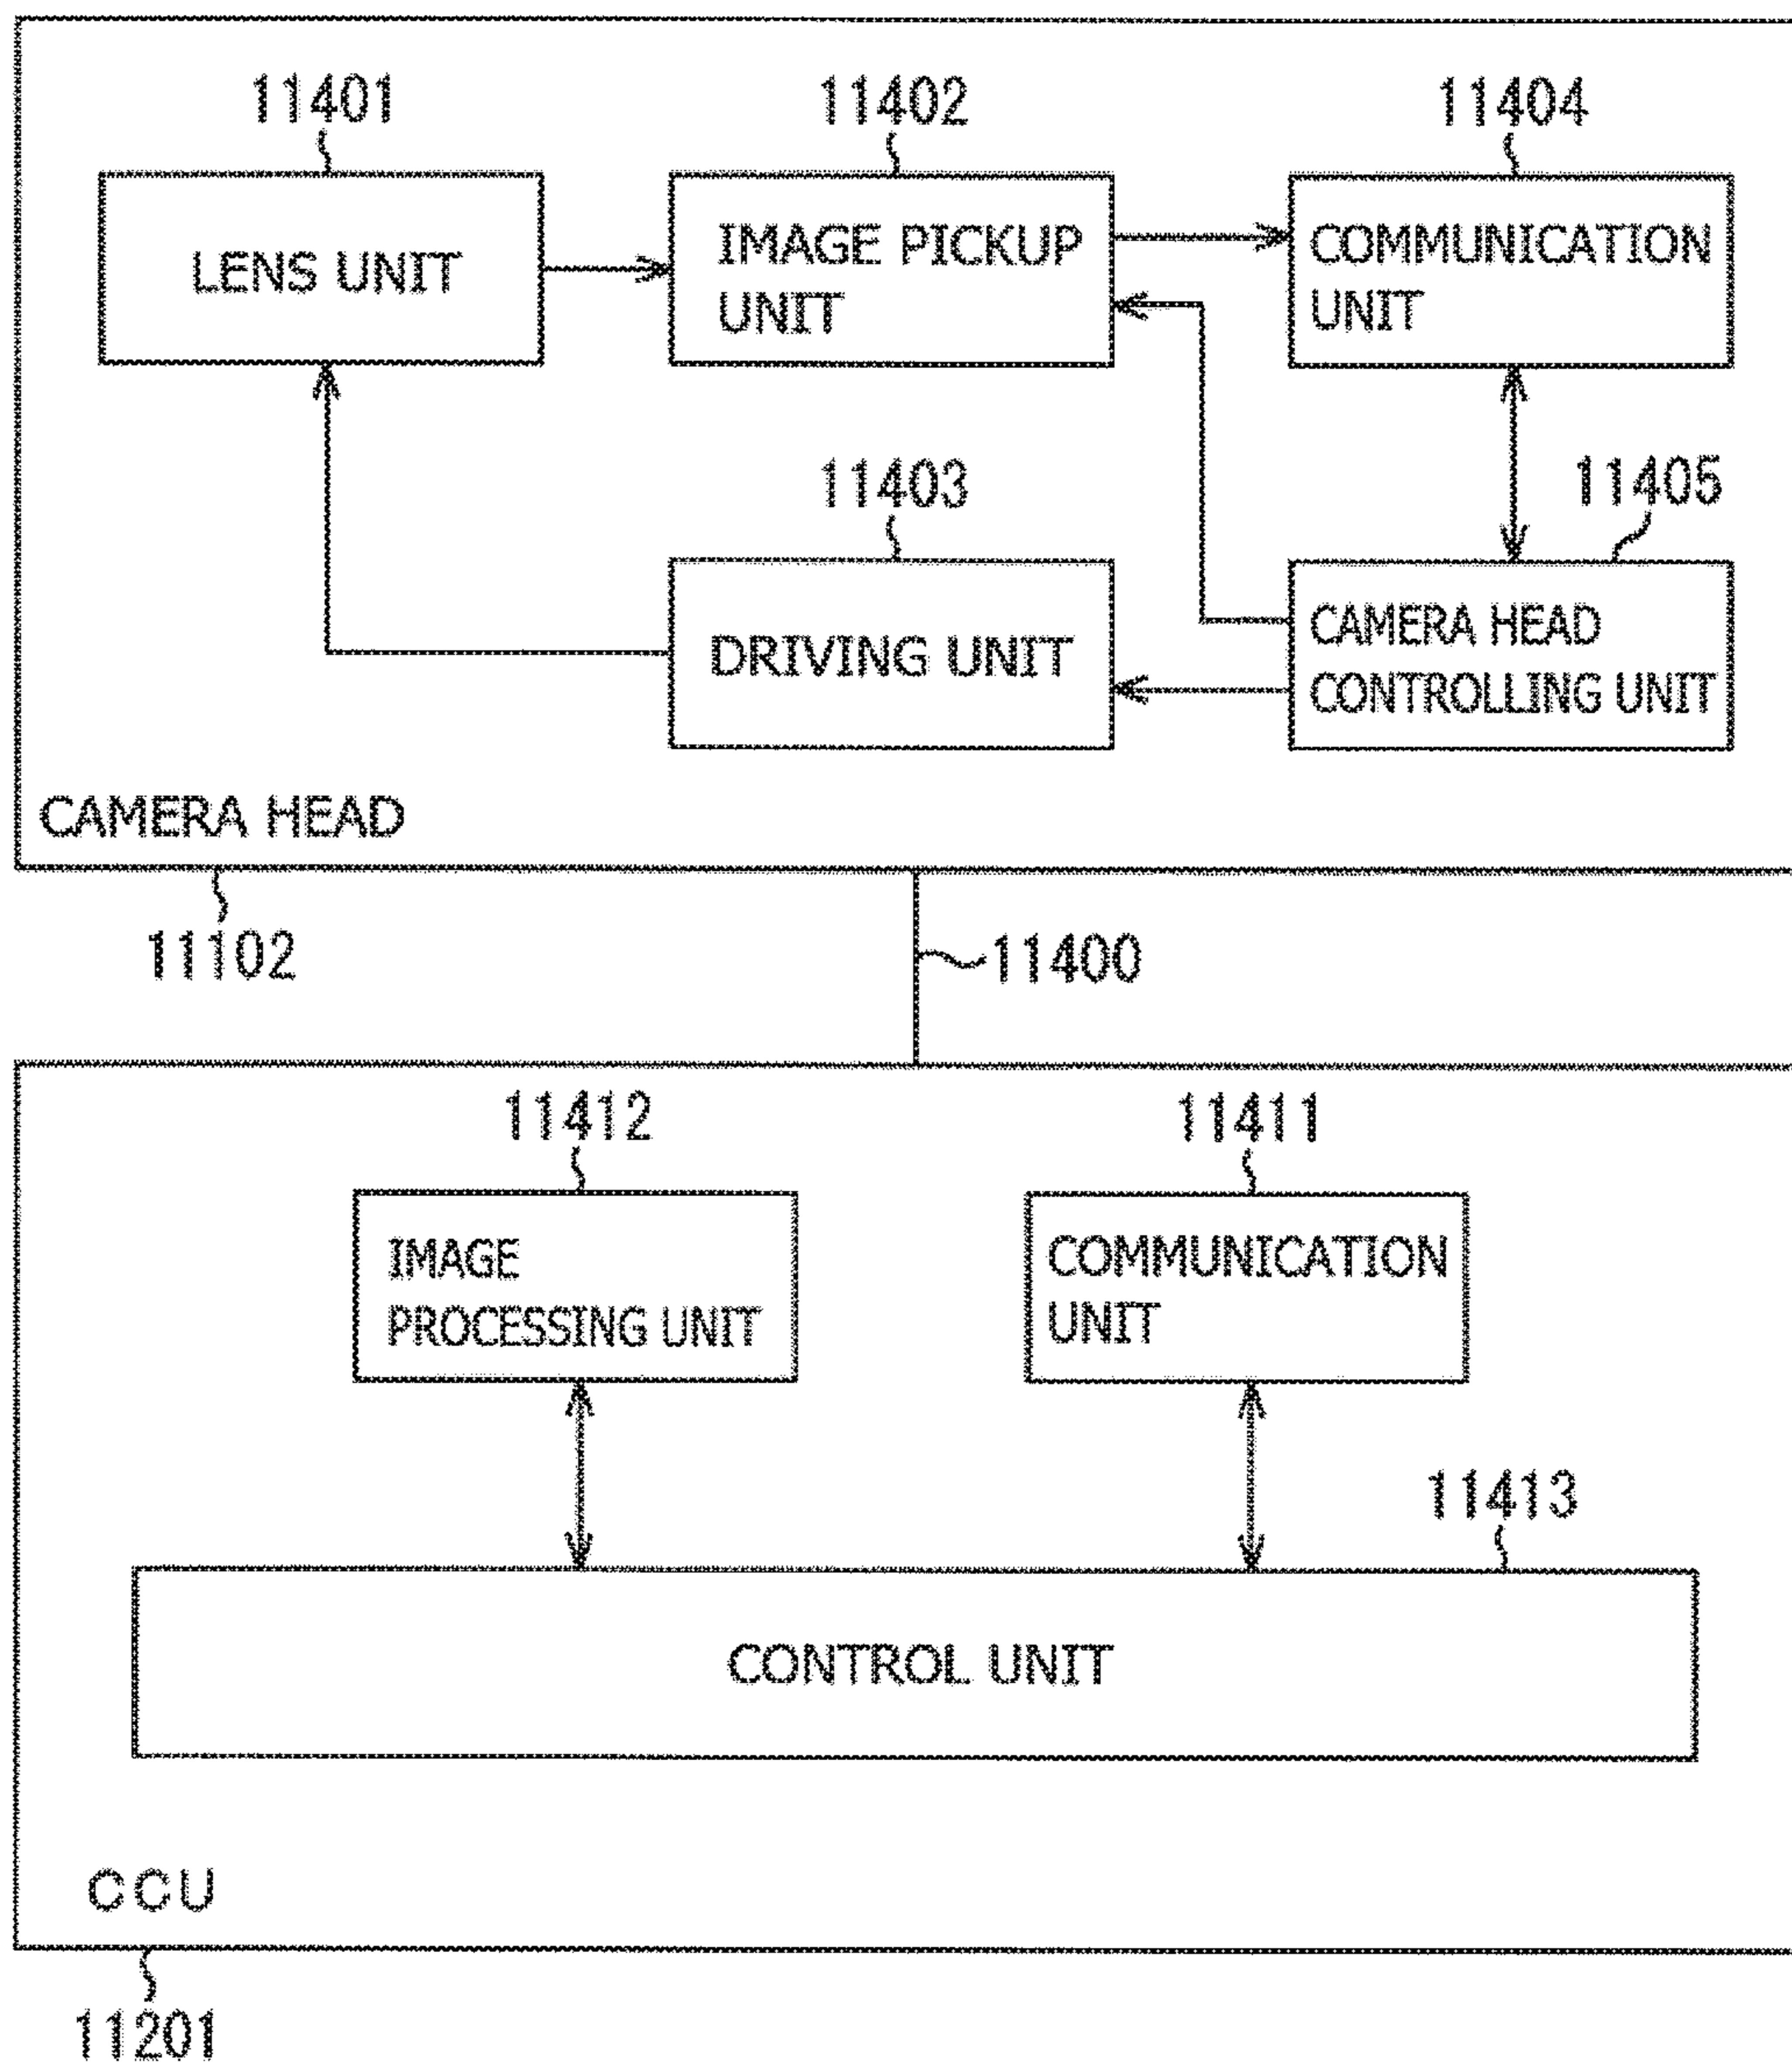 11401
11402
11404
LENS UNIT
IMAGE PICKUP
UNIT
COMMUNICATION
UNIT
11403
11405
DRIVING UNIT
CAMERA HEAD
CONTROLLING UNIT
CAMERA HEAD
11102
11400
11412
11411
IMAGE
PROCESSING UNIT
COMMUNICATION
UNIT
11413
CONTROL UNIT
CCU
11201